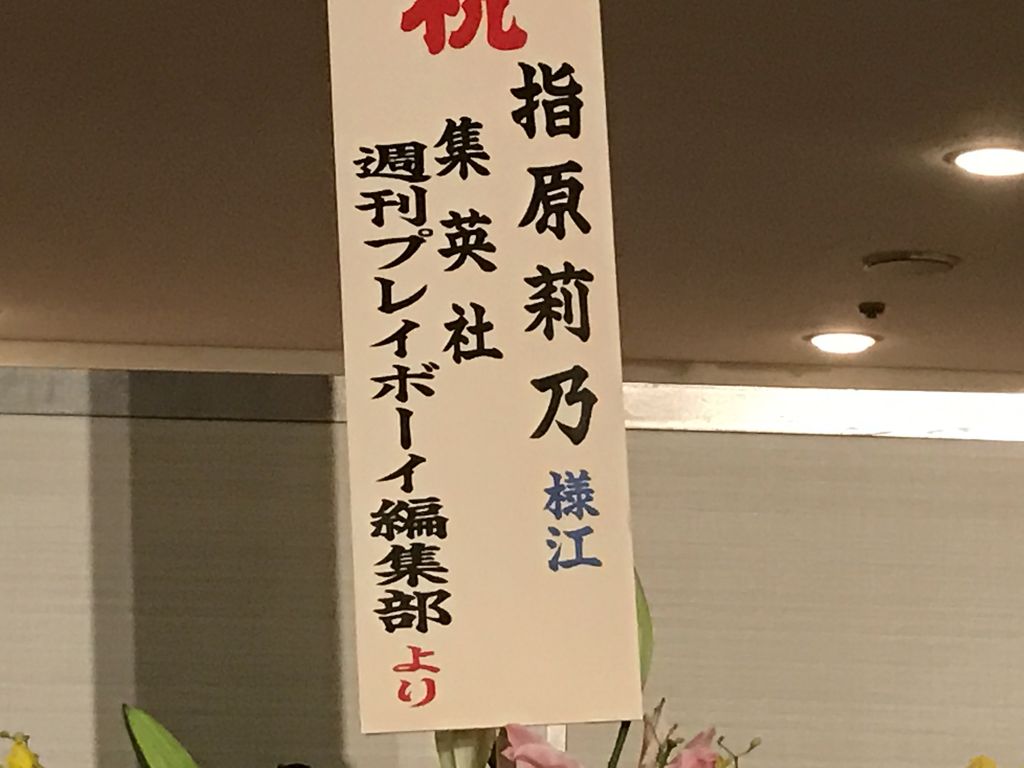 祝
指原莉乃様江
集英社
週刊プレイボーイ編集部より